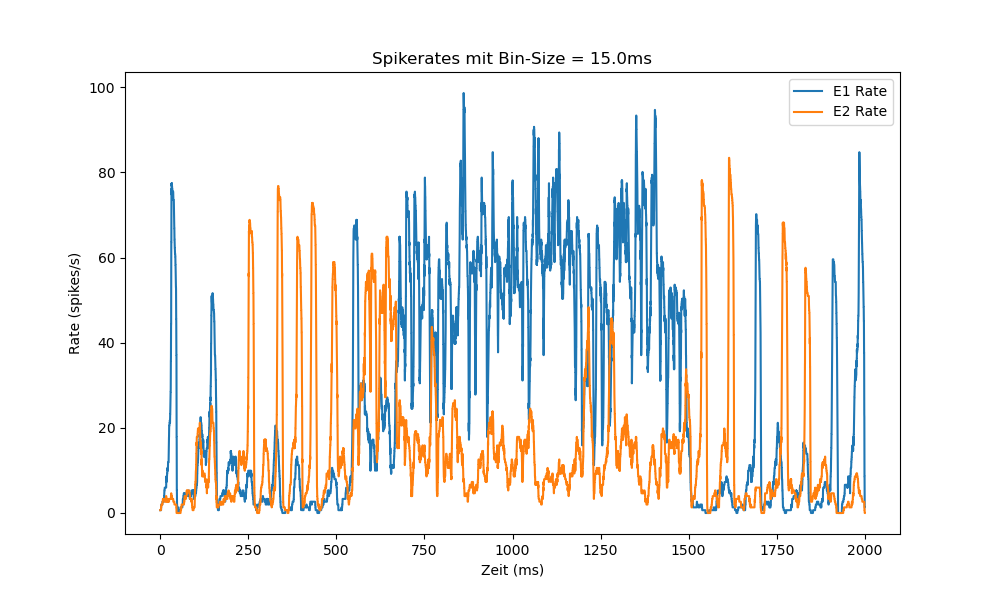 Spikerates mit Bin-Size = 15.0ms
E1 Rate
E2 Rate
Rate (spikes/s)
100
80
60
40
20
0
0 250 500 750 1000 1250 1500 1750 2000
Zeit (ms)